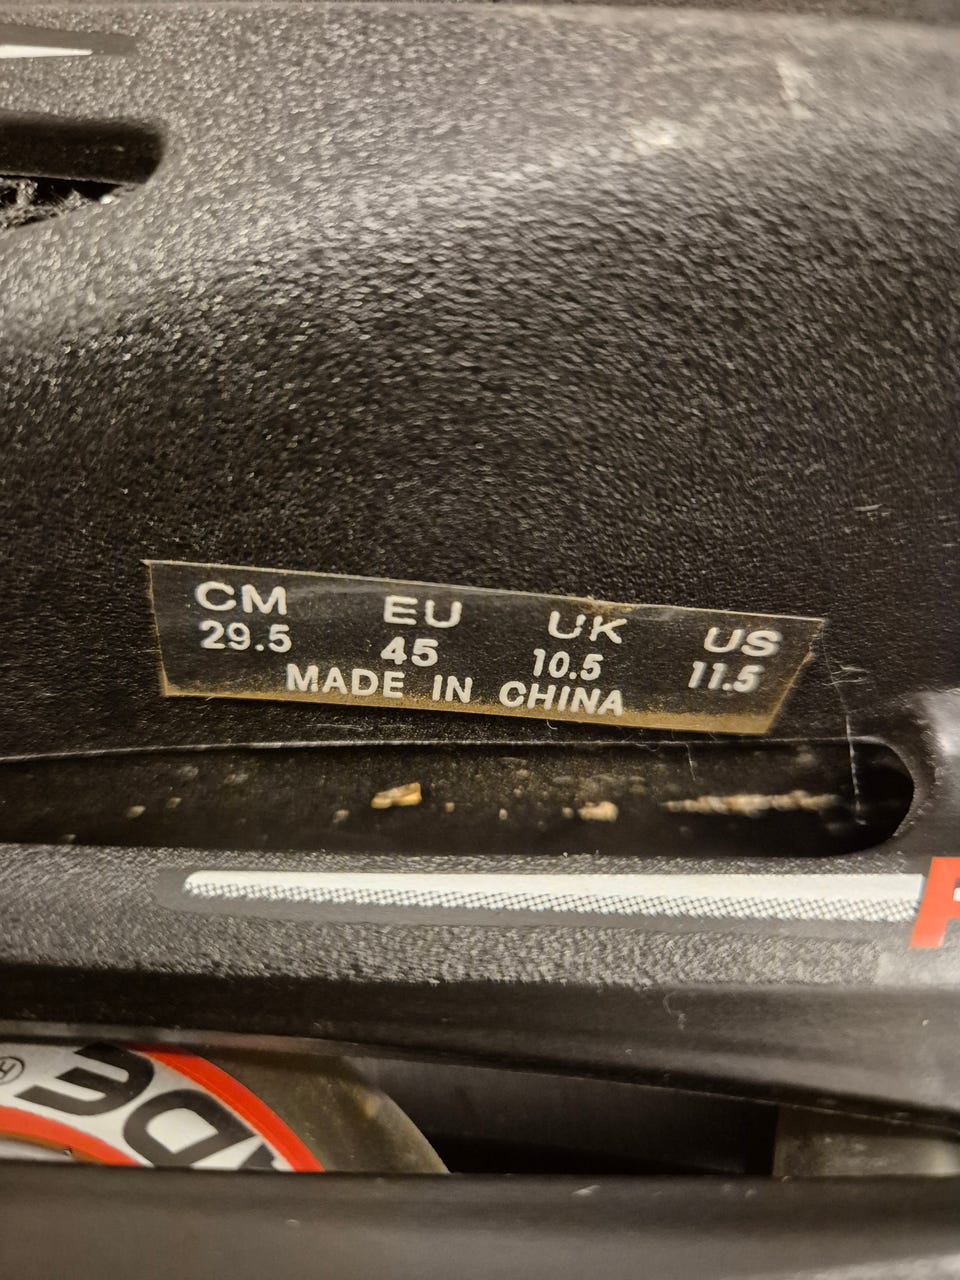 CM EU UK US
29.5 45 10.5 11.5
MADE IN CHINA